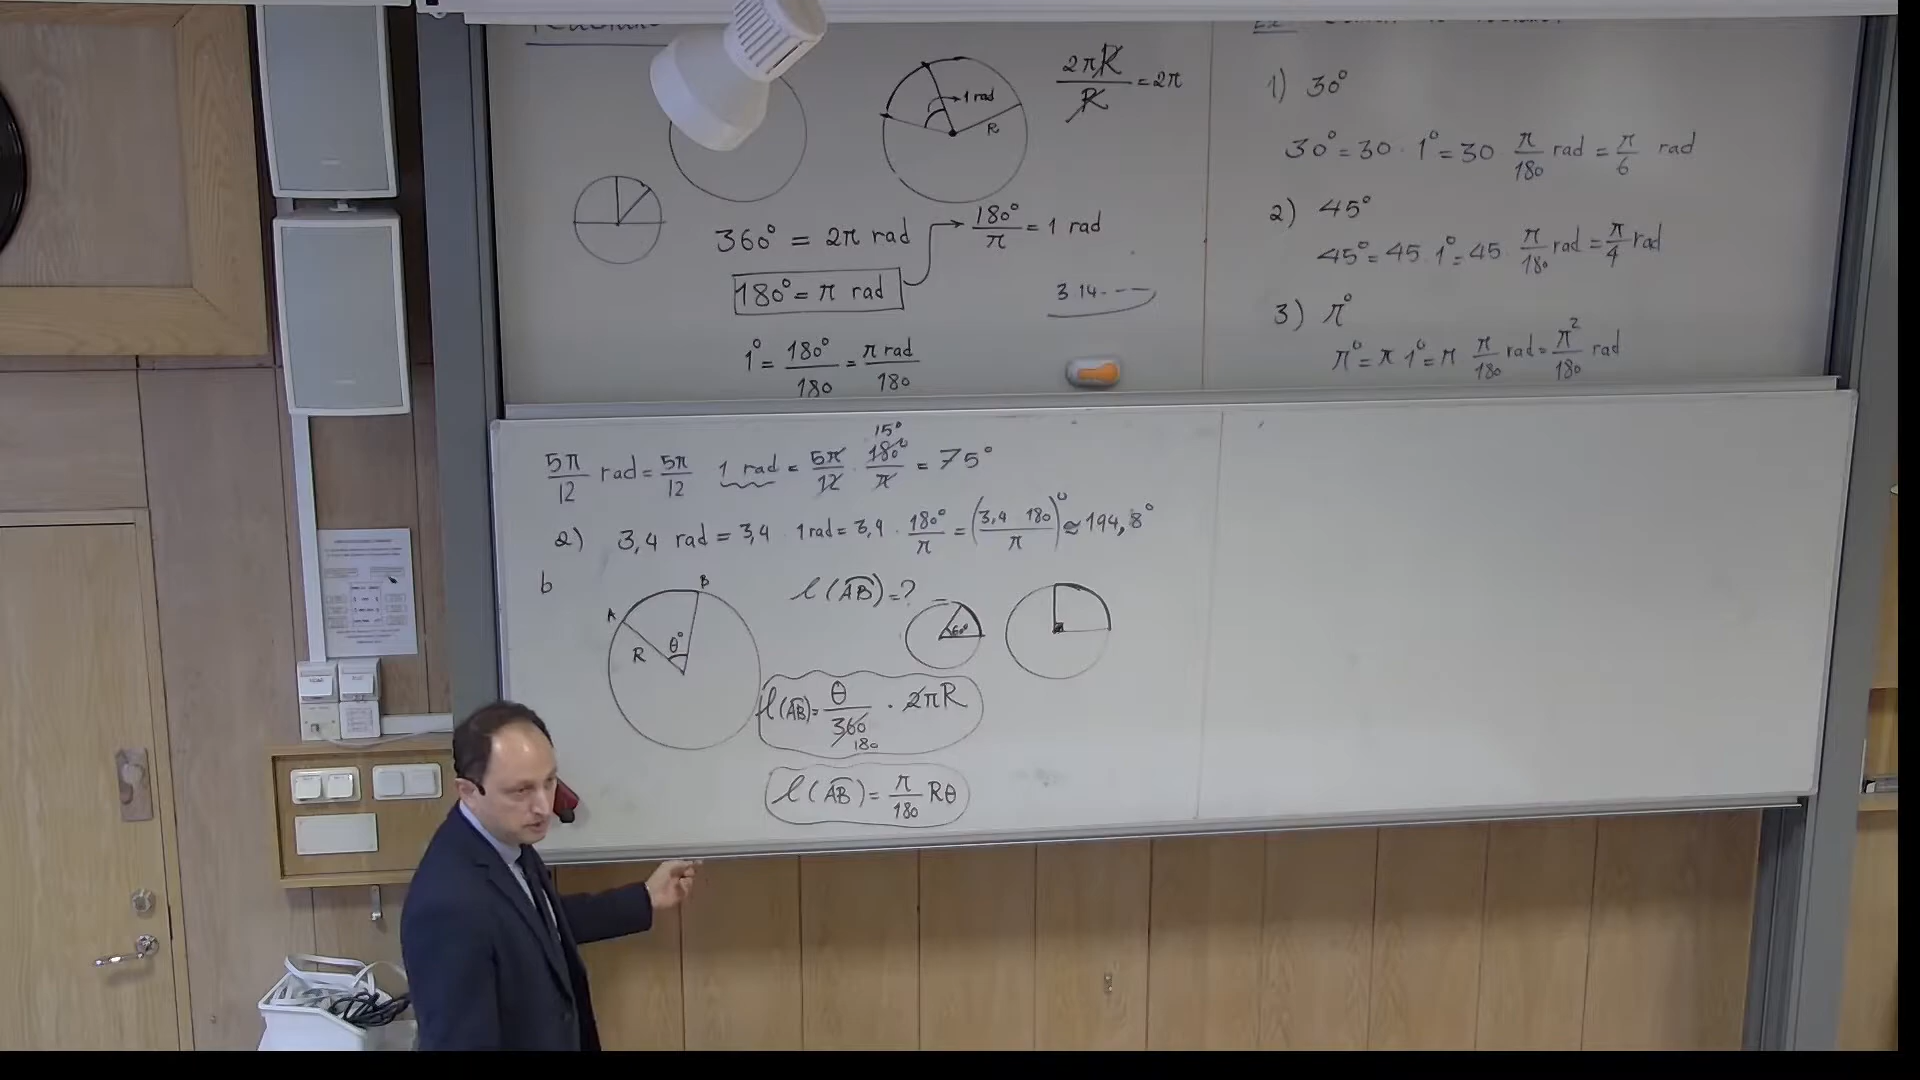 1 rad
R
2πR/R = 2π
360° = 2π rad
180°/π = 1 rad
180° = π rad
3 14. - - -
1° = 180°/180 = π rad/180
1) 30°
30° = 30 · 1° = 30 π/180 rad = π/6 rad
2) 45°
45° = 45 1° = 45 · π/180 rad = π/4 rad
3) π°
π° = π 1° = π π/180 rad = π²/180 rad
5π/12 rad = 5π/12 1 rad = 5π/12 · 180°/π = 75°
15°
2) 3,4 rad = 3,4 · 1 rad = 3,4 · 180°/π = (3,4 180/π)° ≈ 194,8°
b
A
B
R
θ°
l(AB) = ?
60°
l(AB) = θ/360 · 2πR
180
l(AB) = π/180 Rθ